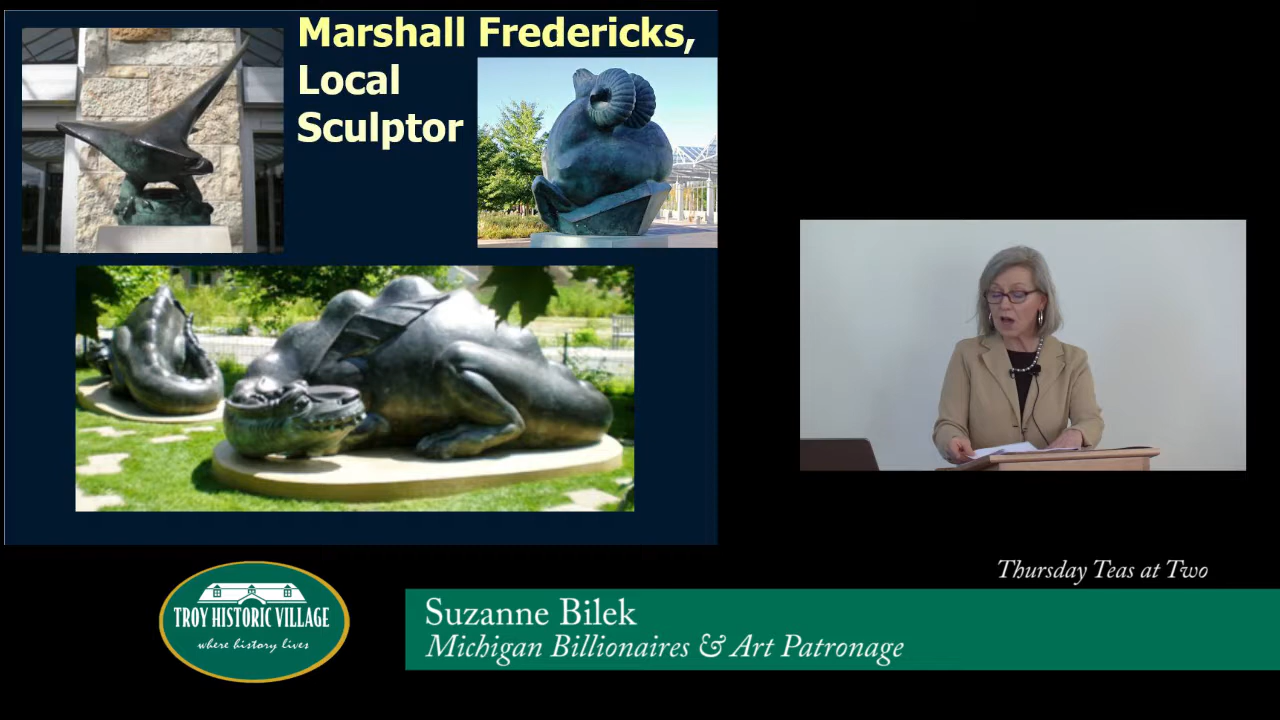 Marshall Fredericks,
Local
Sculptor
Thursday Teas at Two
TROY HISTORIC VILLAGE
where history lives
Suzanne Bilek
Michigan Billionaires & Art Patronage